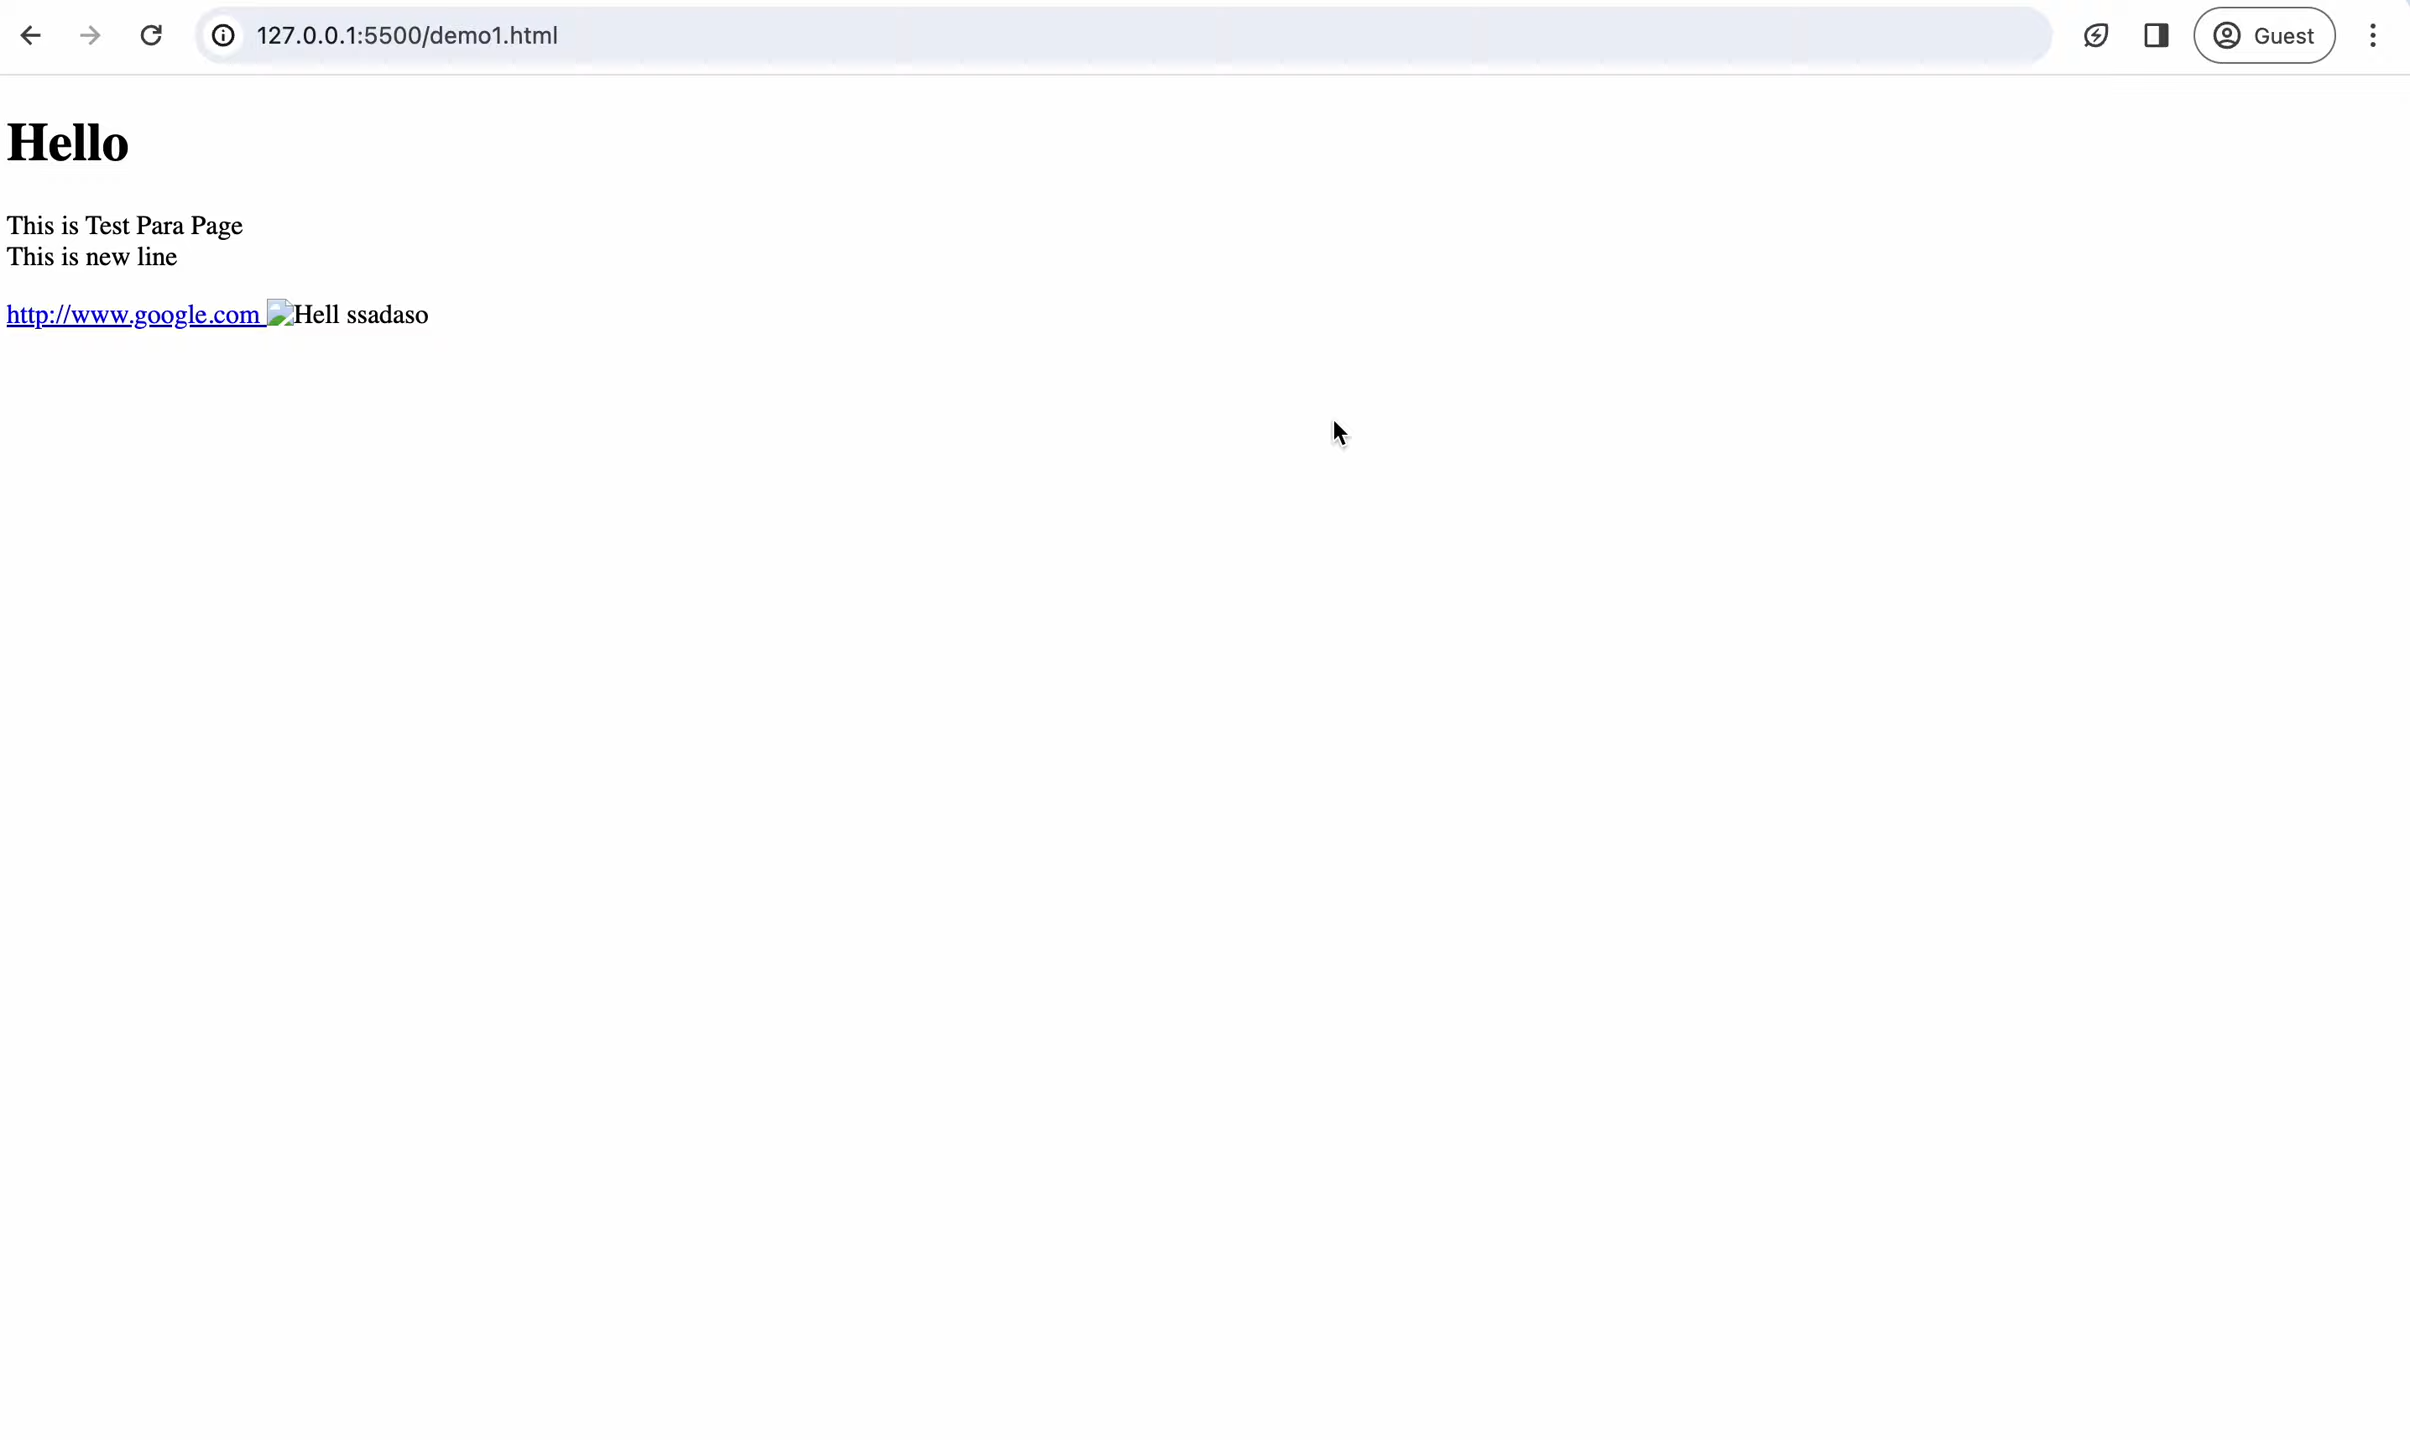 127.0.0.1:5500/demo1.html
Guest
Hello
This is Test Para Page
This is new line
http://www.google.com Hell ssadaso